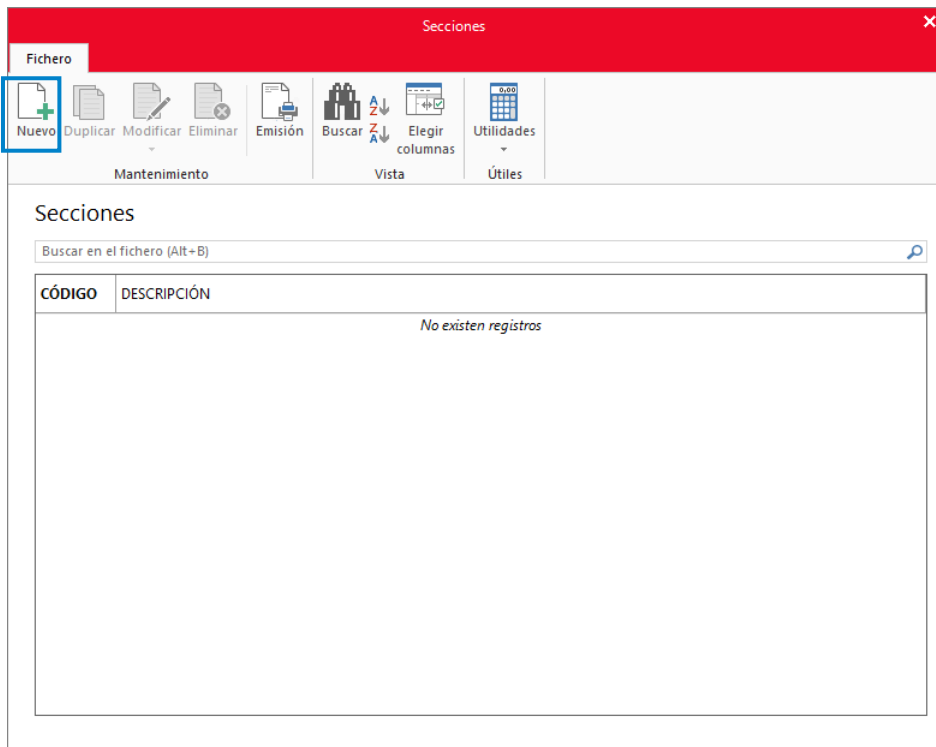 Secciones
Fichero
Nuevo Duplicar Modificar Eliminar Emisión Buscar Elegir columnas Utilidades
Mantenimiento Vista Útiles
Secciones
Buscar en el fichero (Alt+B)
CÓDIGO DESCRIPCIÓN
No existen registros